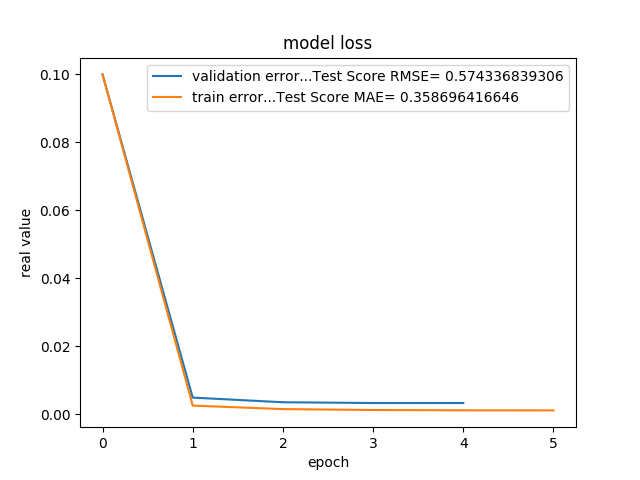 model loss
validation error...Test Score RMSE= 0.574336839306
train error...Test Score MAE= 0.358696416646
real value
0.10
0.08
0.06
0.04
0.02
0.00
0 1 2 3 4 5
epoch